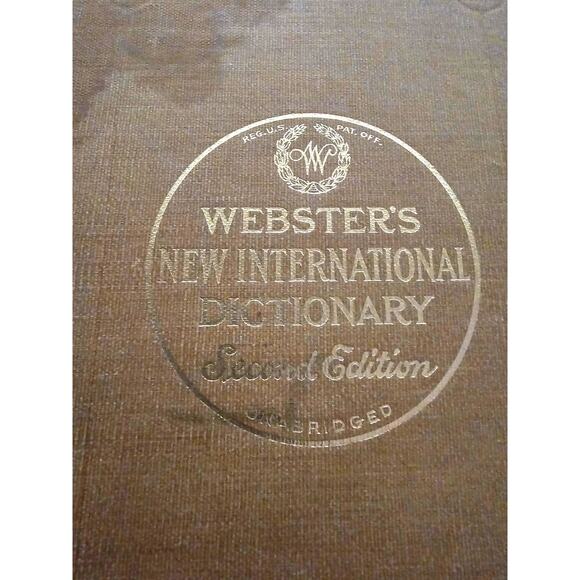 REG. U.S. PAT. OFF.
W
WEBSTER'S
NEW INTERNATIONAL
DICTIONARY
Second Edition
UNABRIDGED